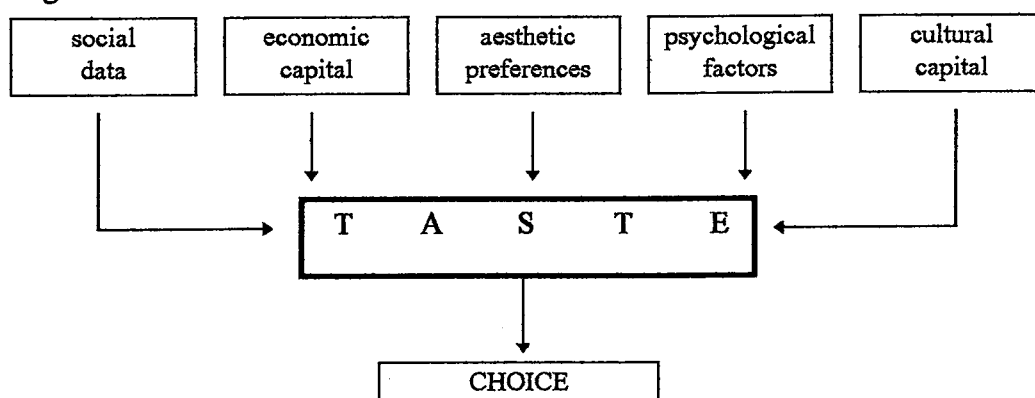 social
data
economic
capital
aesthetic
preferences
psychological
factors
cultural
capital
T A S T E
CHOICE